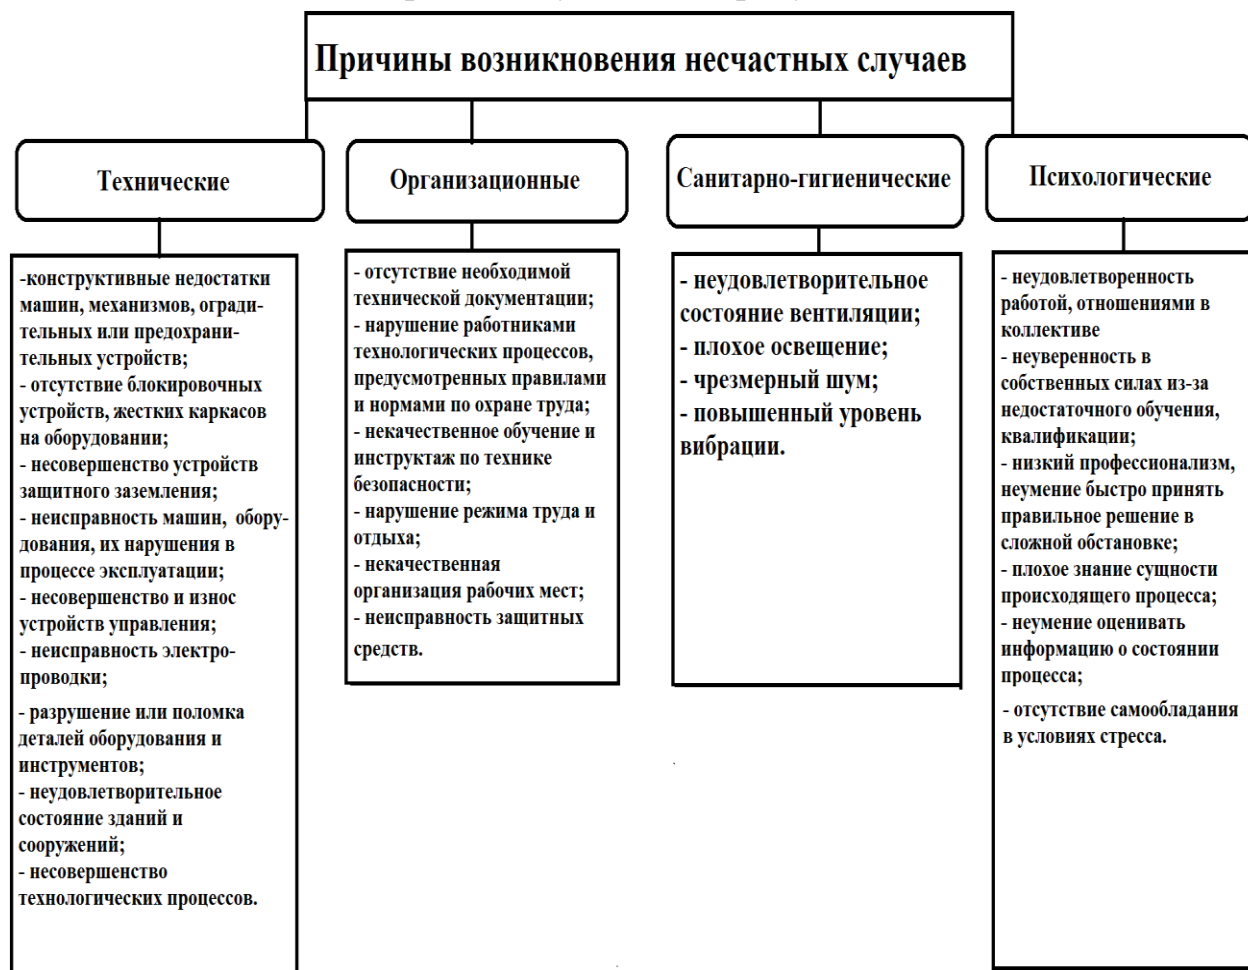 Причины возникновения несчастных случаев
Технические
-конструктивные недостатки
машин, механизмов, огради-
тельных или предохрани-
тельных устройств;
- отсутствие блокировочных
устройств, жестких каркасов
на оборудовании;
- несовершенство устройств
защитного заземления;
- неисправность машин, обору-
дования, их нарушения в
процессе эксплуатации;
- несовершенство и износ
устройств управления;
- неисправность электро-
проводки;
- разрушение или поломка
деталей оборудования и
инструментов;
- неудовлетворительное
состояние зданий и
сооружений;
- несовершенство
технологических процессов.
Организационные
- отсутствие необходимой
технической документации;
- нарушение работниками
технологических процессов,
предусмотренных правилами
и нормами по охране труда;
- некачественное обучение и
инструктаж по технике
безопасности;
- нарушение режима труда и
отдыха;
- некачественная
организация рабочих мест;
- неисправность защитных
средств.
Санитарно-гигиенические
- неудовлетворительное
состояние вентиляции;
- плохое освещение;
- чрезмерный шум;
- повышенный уровень
вибрации.
Психологические
- неудовлетворенность
работой, отношениями в
коллективе
- неуверенность в
собственных силах из-за
недостаточного обучения,
квалификации;
- низкий профессионализм,
неумение быстро принять
правильное решение в
сложной обстановке;
- плохое знание сущности
происходящего процесса;
- неумение оценивать
информацию о состоянии
процесса;
- отсутствие самообладания
в условиях стресса.